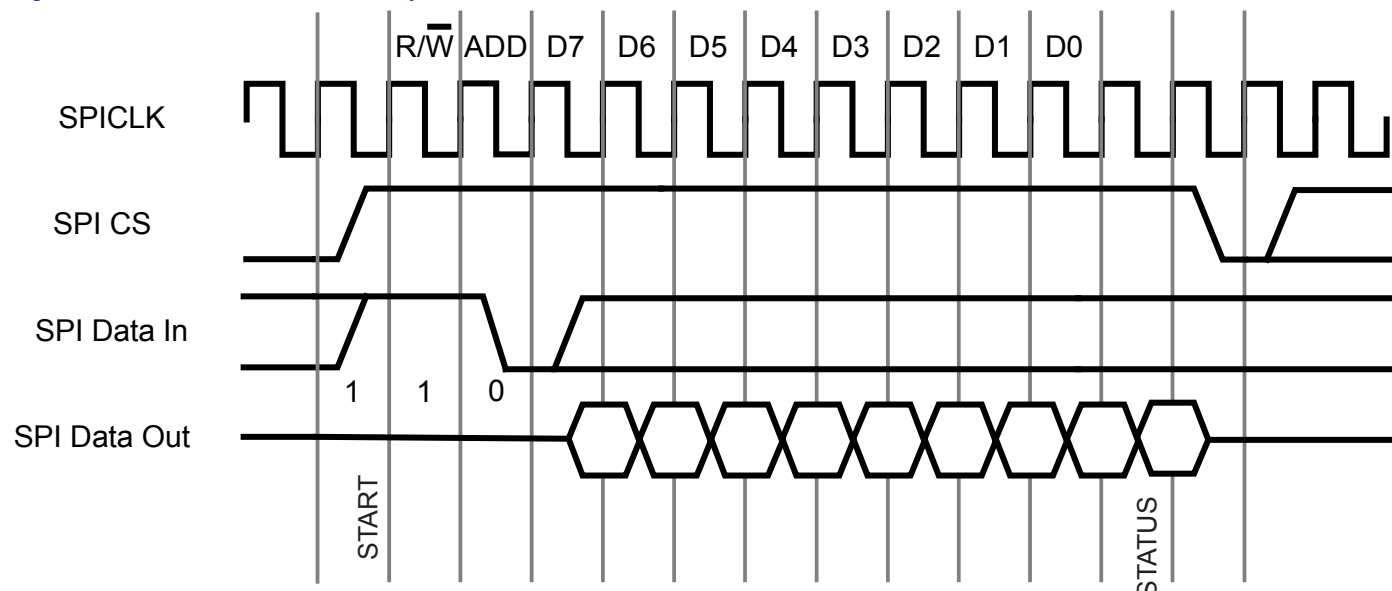 R/W̅ ADD D7 D6 D5 D4 D3 D2 D1 D0
SPICLK
SPI CS
SPI Data In
1 1 0
SPI Data Out
START
STATUS